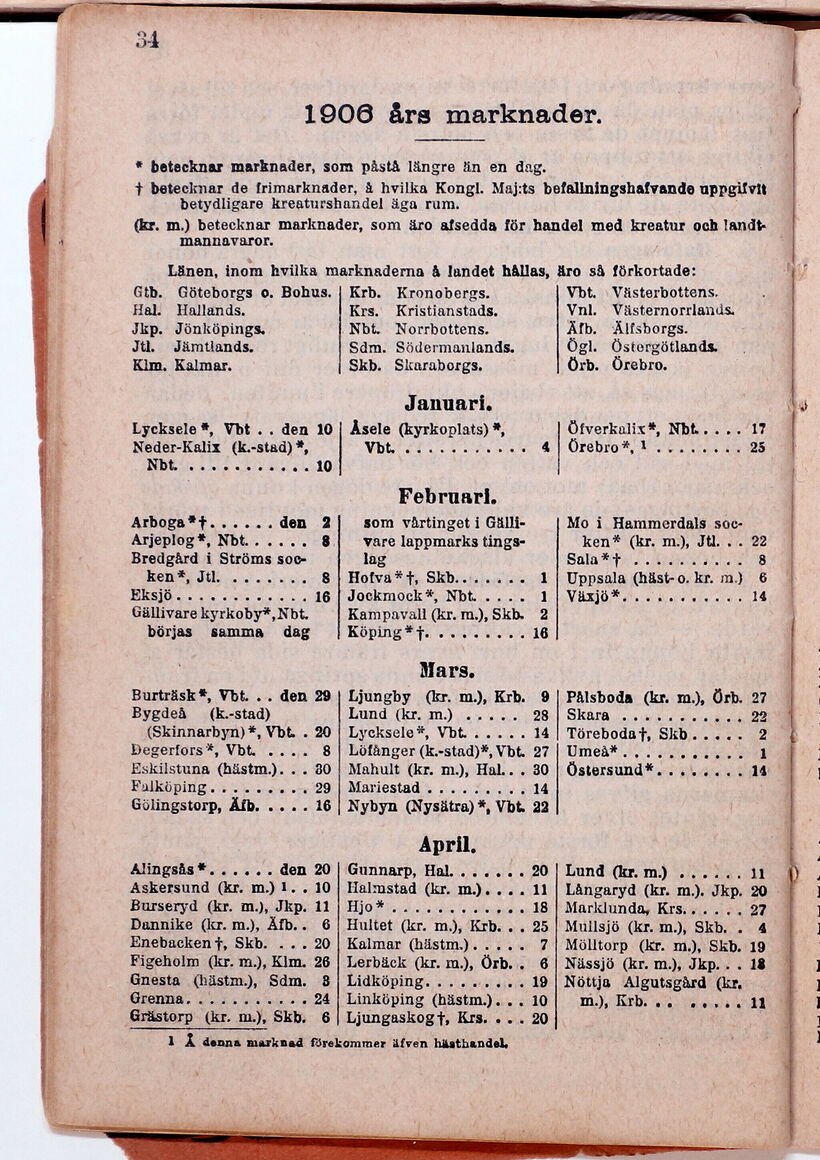 34
1906 års marknader.
* betecknar marknader, som påstå längre än en dag.
† betecknar de frimarknader, å hvilka Kongl. Maj:ts befallningshafvande uppgifvit
betydligare kreaturshandel äga rum.
(kr. m.) betecknar marknader, som äro afsedda för handel med kreatur och landt-
mannavaror.
Länen, inom hvilka marknaderna å landet hållas, äro så förkortade:
Gtb. Göteborgs o. Bohus.
Hal. Hallands.
Jkp. Jönköpings.
Jtl. Jämtlands.
Klm. Kalmar.
Krb. Kronobergs.
Krs. Kristianstads.
Nbt. Norrbottens.
Sdm. Södermanlands.
Skb. Skaraborgs.
Vbt. Västerbottens.
Vnl. Västernorrlands.
Äfb. Älfsborgs.
Ögl. Östergötlands.
Örb. Örebro.
Januari.
Lycksele*, Vbt . . den 10
Neder-Kalix (k.-stad)*,
Nbt. . . . . . . . . . . . 10
Åsele (kyrkoplats)*,
Vbt. . . . . . . . . . . . 4
Öfverkalix*, Nbt. . . . . 17
Örebro*, 1 . . . . . . . . 25
Februari.
Arboga*† . . . . . . den 2
Arjeplog*, Nbt. . . . . . 8
Bredgård i Ströms soc-
ken*, Jtl. . . . . . . . 8
Eksjö . . . . . . . . . . . . 16
Gällivare kyrkoby*, Nbt.
börjas samma dag
som vårtinget i Gälli-
vare lappmarks tings-
lag
Hofva*†, Skb. . . . . . . 1
Jockmock*, Nbt. . . . . . 1
Kampavall (kr. m.), Skb. 2
Köping*†. . . . . . . . . 16
Mo i Hammerdals soc-
ken* (kr. m.), Jtl. . . 22
Sala*† . . . . . . . . . . 8
Uppsala (häst- o. kr. m.) 6
Växjö*. . . . . . . . . . . 14
Mars.
Burträsk*, Vbt. . . den 29
Bygdeå (k.-stad)
(Skinnarbyn)*, Vbt. . 20
Degerfors*, Vbt. . . . . 8
Eskilstuna (hästm.). . . 30
Falköping . . . . . . . . . 29
Gölingstorp, Äfb. . . . . 16
Ljungby (kr. m.), Krb. 9
Lund (kr. m.) . . . . . 28
Lycksele*, Vbt. . . . . . 14
Löfånger (k.-stad)*, Vbt. 27
Mahult (kr. m.), Hal. . . 30
Mariestad . . . . . . . . . 14
Nybyn (Nysätra)*, Vbt. 22
Pålsboda (kr. m.), Örb. 27
Skara . . . . . . . . . . . 22
Töreboda†, Skb . . . . . 2
Umeå* . . . . . . . . . . . 1
Östersund*. . . . . . . . 14
April.
Alingsås* . . . . . . den 20
Askersund (kr. m.) 1 . . 10
Burseryd (kr. m.), Jkp. 11
Dannike (kr. m.), Äfb. . 6
Enebacken†, Skb. . . . 20
Figeholm (kr. m.), Klm. 26
Gnesta (hästm.), Sdm. 3
Grenna . . . . . . . . . . . 24
Grästorp (kr. m.), Skb. 6
Gunnarp, Hal. . . . . . . 20
Halmstad (kr. m.). . . . 11
Hjo* . . . . . . . . . . . . 18
Hultet (kr. m.), Krb. . . 25
Kalmar (hästm.) . . . . . 7
Lerbäck (kr. m.), Örb. . 6
Lidköping. . . . . . . . . 19
Linköping (hästm.) . . . 10
Ljungaskog†, Krs. . . . 20
Lund (kr. m.) . . . . . . 11
Långaryd (kr. m.). Jkp. 20
Marklunda, Krs. . . . . . 27
Mullsjö (kr. m.), Skb. . 4
Mölltorp (kr. m.), Skb. 19
Nässjö (kr. m.), Jkp. . . 18
Nöttja Algutsgård (kr.
m.), Krb. . . . . . . . 11
1 Å denna marknad förekommer äfven hästhandel.